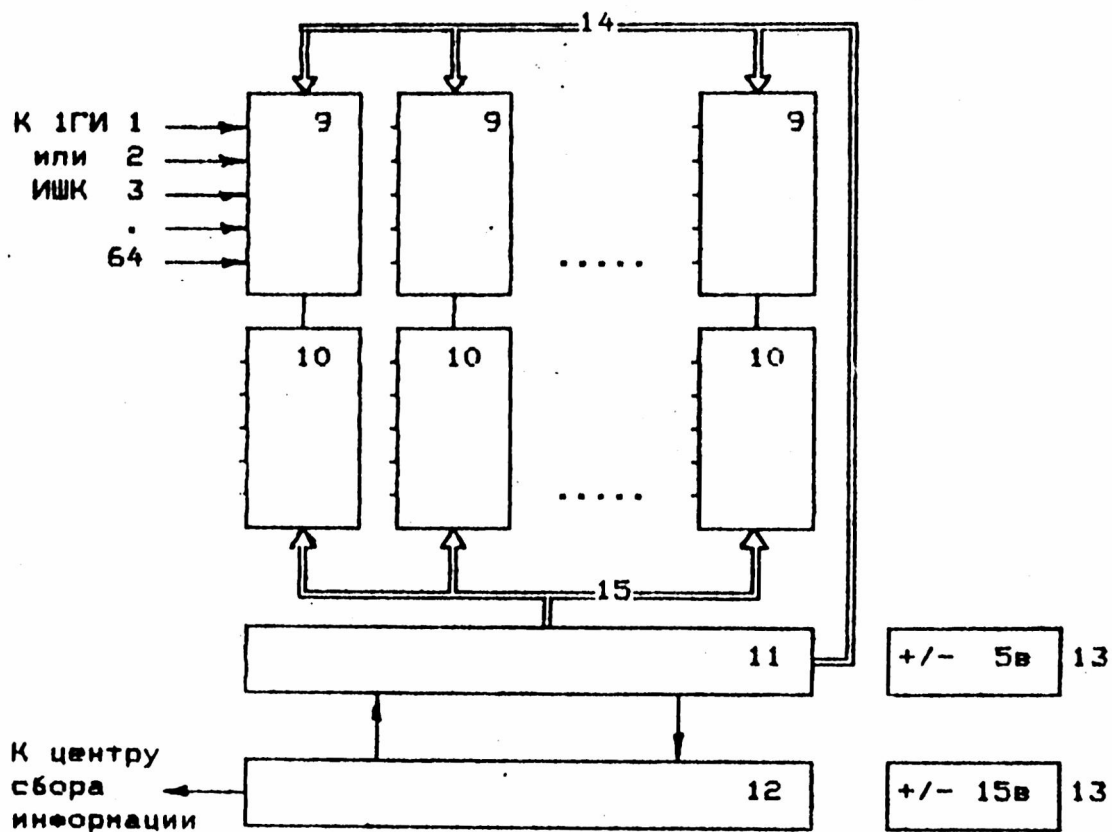 14
К 1ГИ 1
или 2
ИШК 3
.
64
9
9
9
.....
10
10
10
.....
15
11
+/- 5в 13
К центру
сбора
информации
12
+/- 15в 13